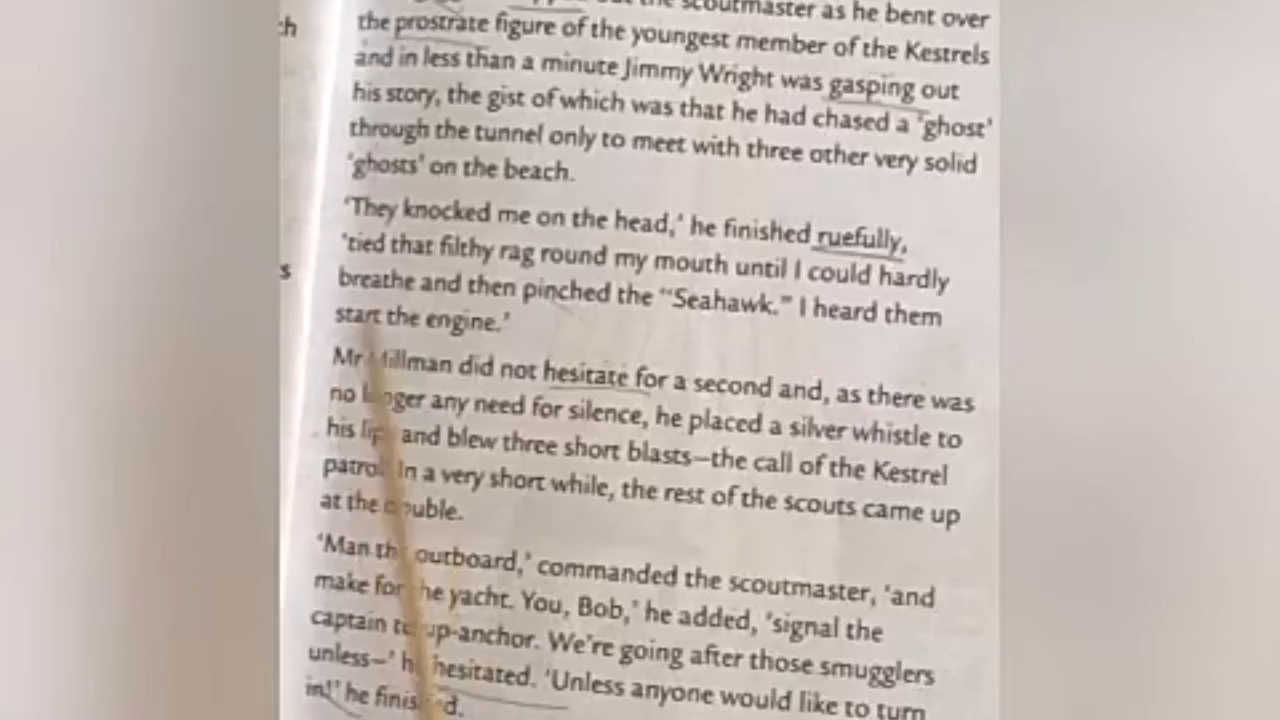 the scoutmaster as he bent over
the prostrate figure of the youngest member of the Kestrels
and in less than a minute Jimmy Wright was gasping out
his story, the gist of which was that he had chased a 'ghost'
through the tunnel only to meet with three other very solid
'ghosts' on the beach.
'They knocked me on the head,' he finished ruefully,
'tied that filthy rag round my mouth until I could hardly
breathe and then pinched the "Seahawk." I heard them
start the engine.'
Mr Millman did not hesitate for a second and, as there was
no longer any need for silence, he placed a silver whistle to
his lips and blew three short blasts—the call of the Kestrel
patrol. In a very short while, the rest of the scouts came up
at the double.
'Man the outboard,' commanded the scoutmaster, 'and
make for the yacht. You, Bob,' he added, 'signal the
captain to up-anchor. We're going after those smugglers
unless—' he hesitated. 'Unless anyone would like to turn
in!' he finished.